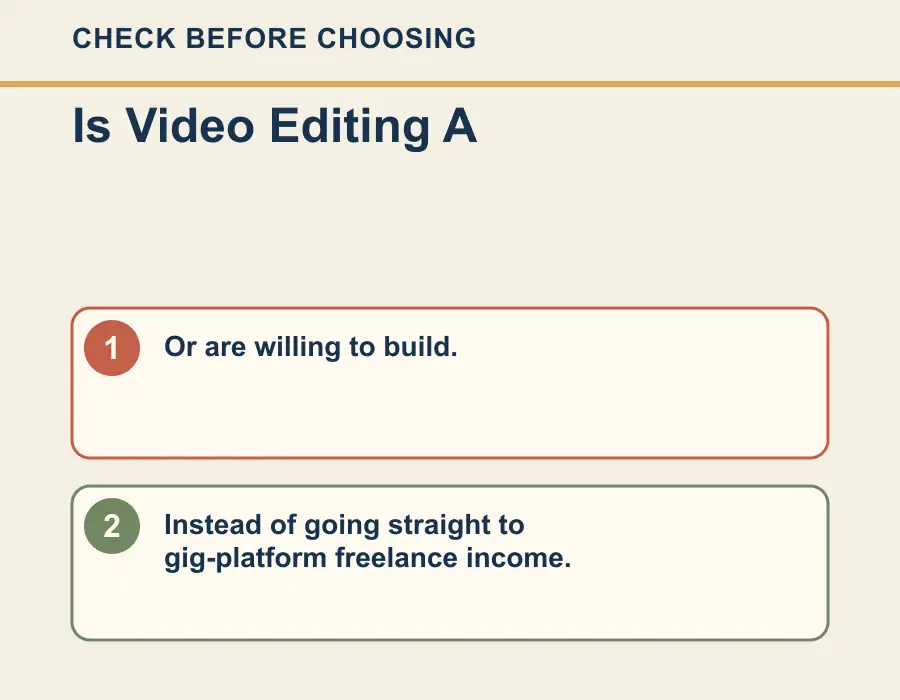 CHECK BEFORE CHOOSING
Is Video Editing A
1
Or are willing to build.
2
Instead of going straight to
gig-platform freelance income.